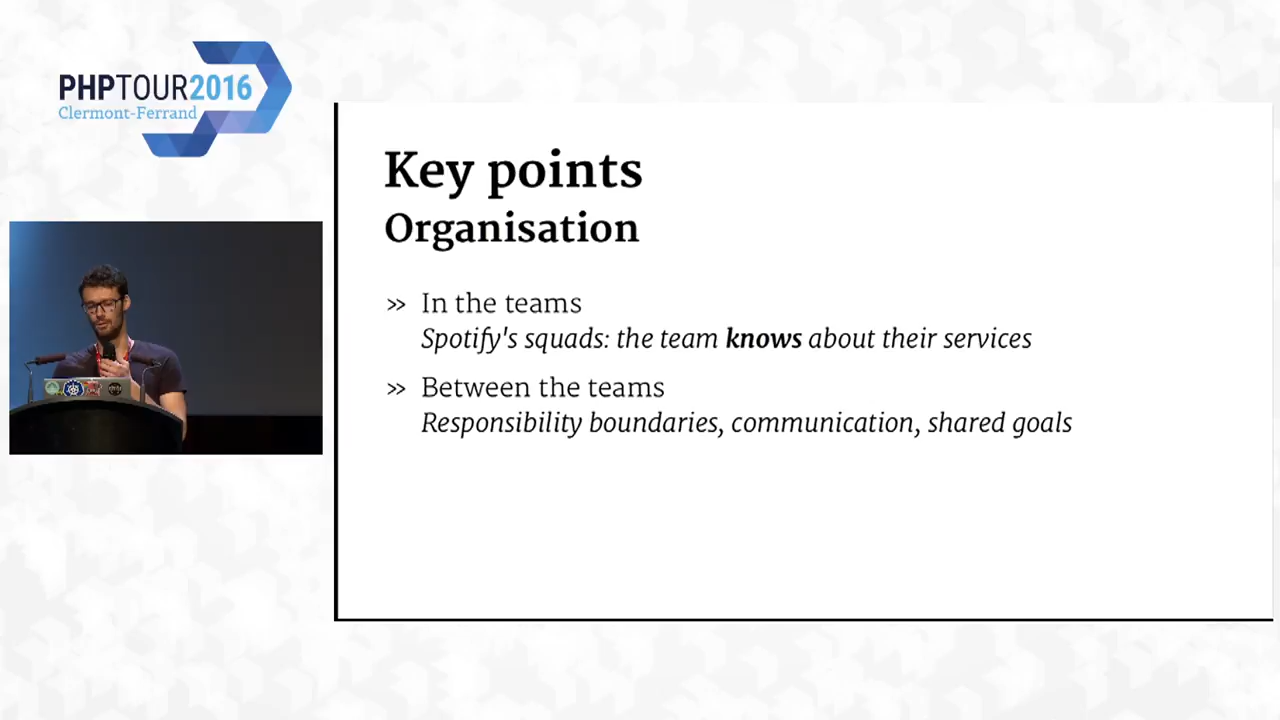 PHPTOUR2016
Clermont-Ferrand
Key points
Organisation
» In the teams
Spotify's squads: the team knows about their services
» Between the teams
Responsibility boundaries, communication, shared goals